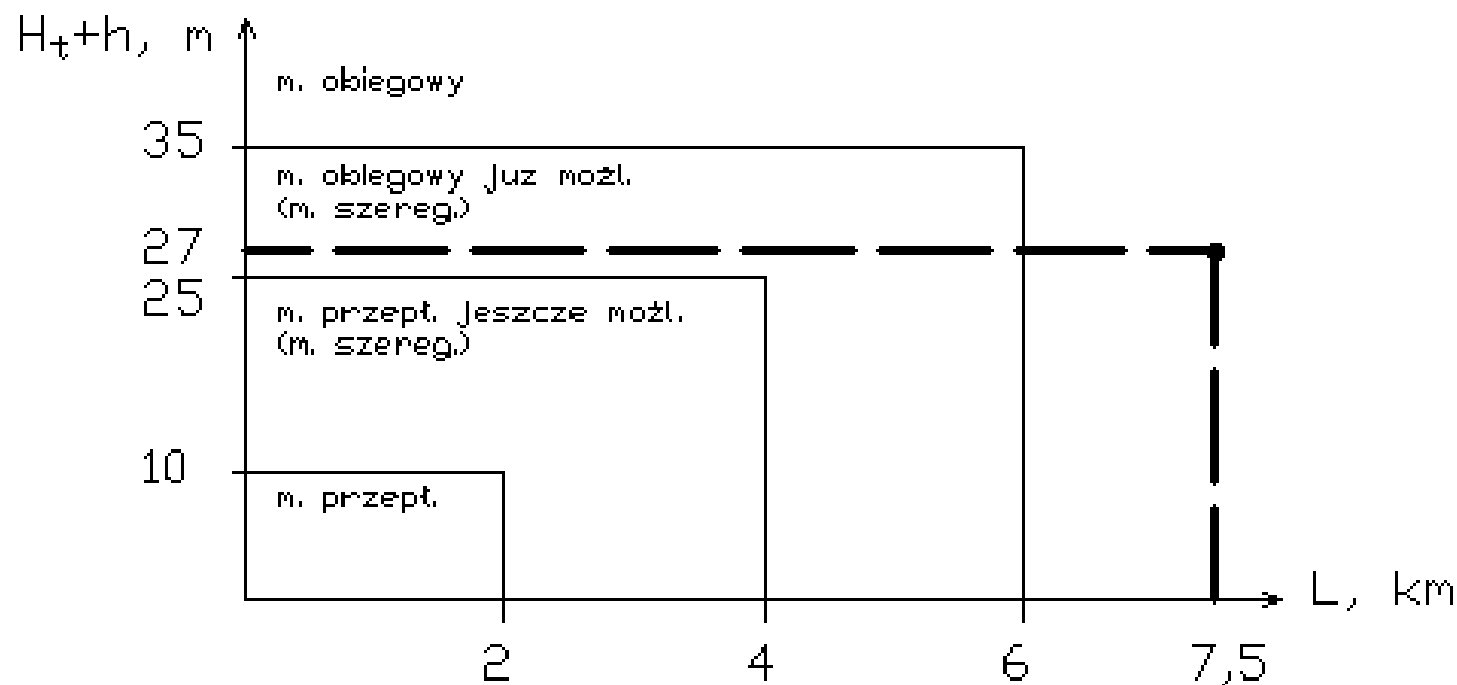 H_t+h, m
m. obiegowy
35
m. obiegowy już możl.
(m. szereg.)
27
25
m. przepł. jeszcze możl.
(m. szereg.)
10
m. przepł.
L, km
2
4
6
7,5